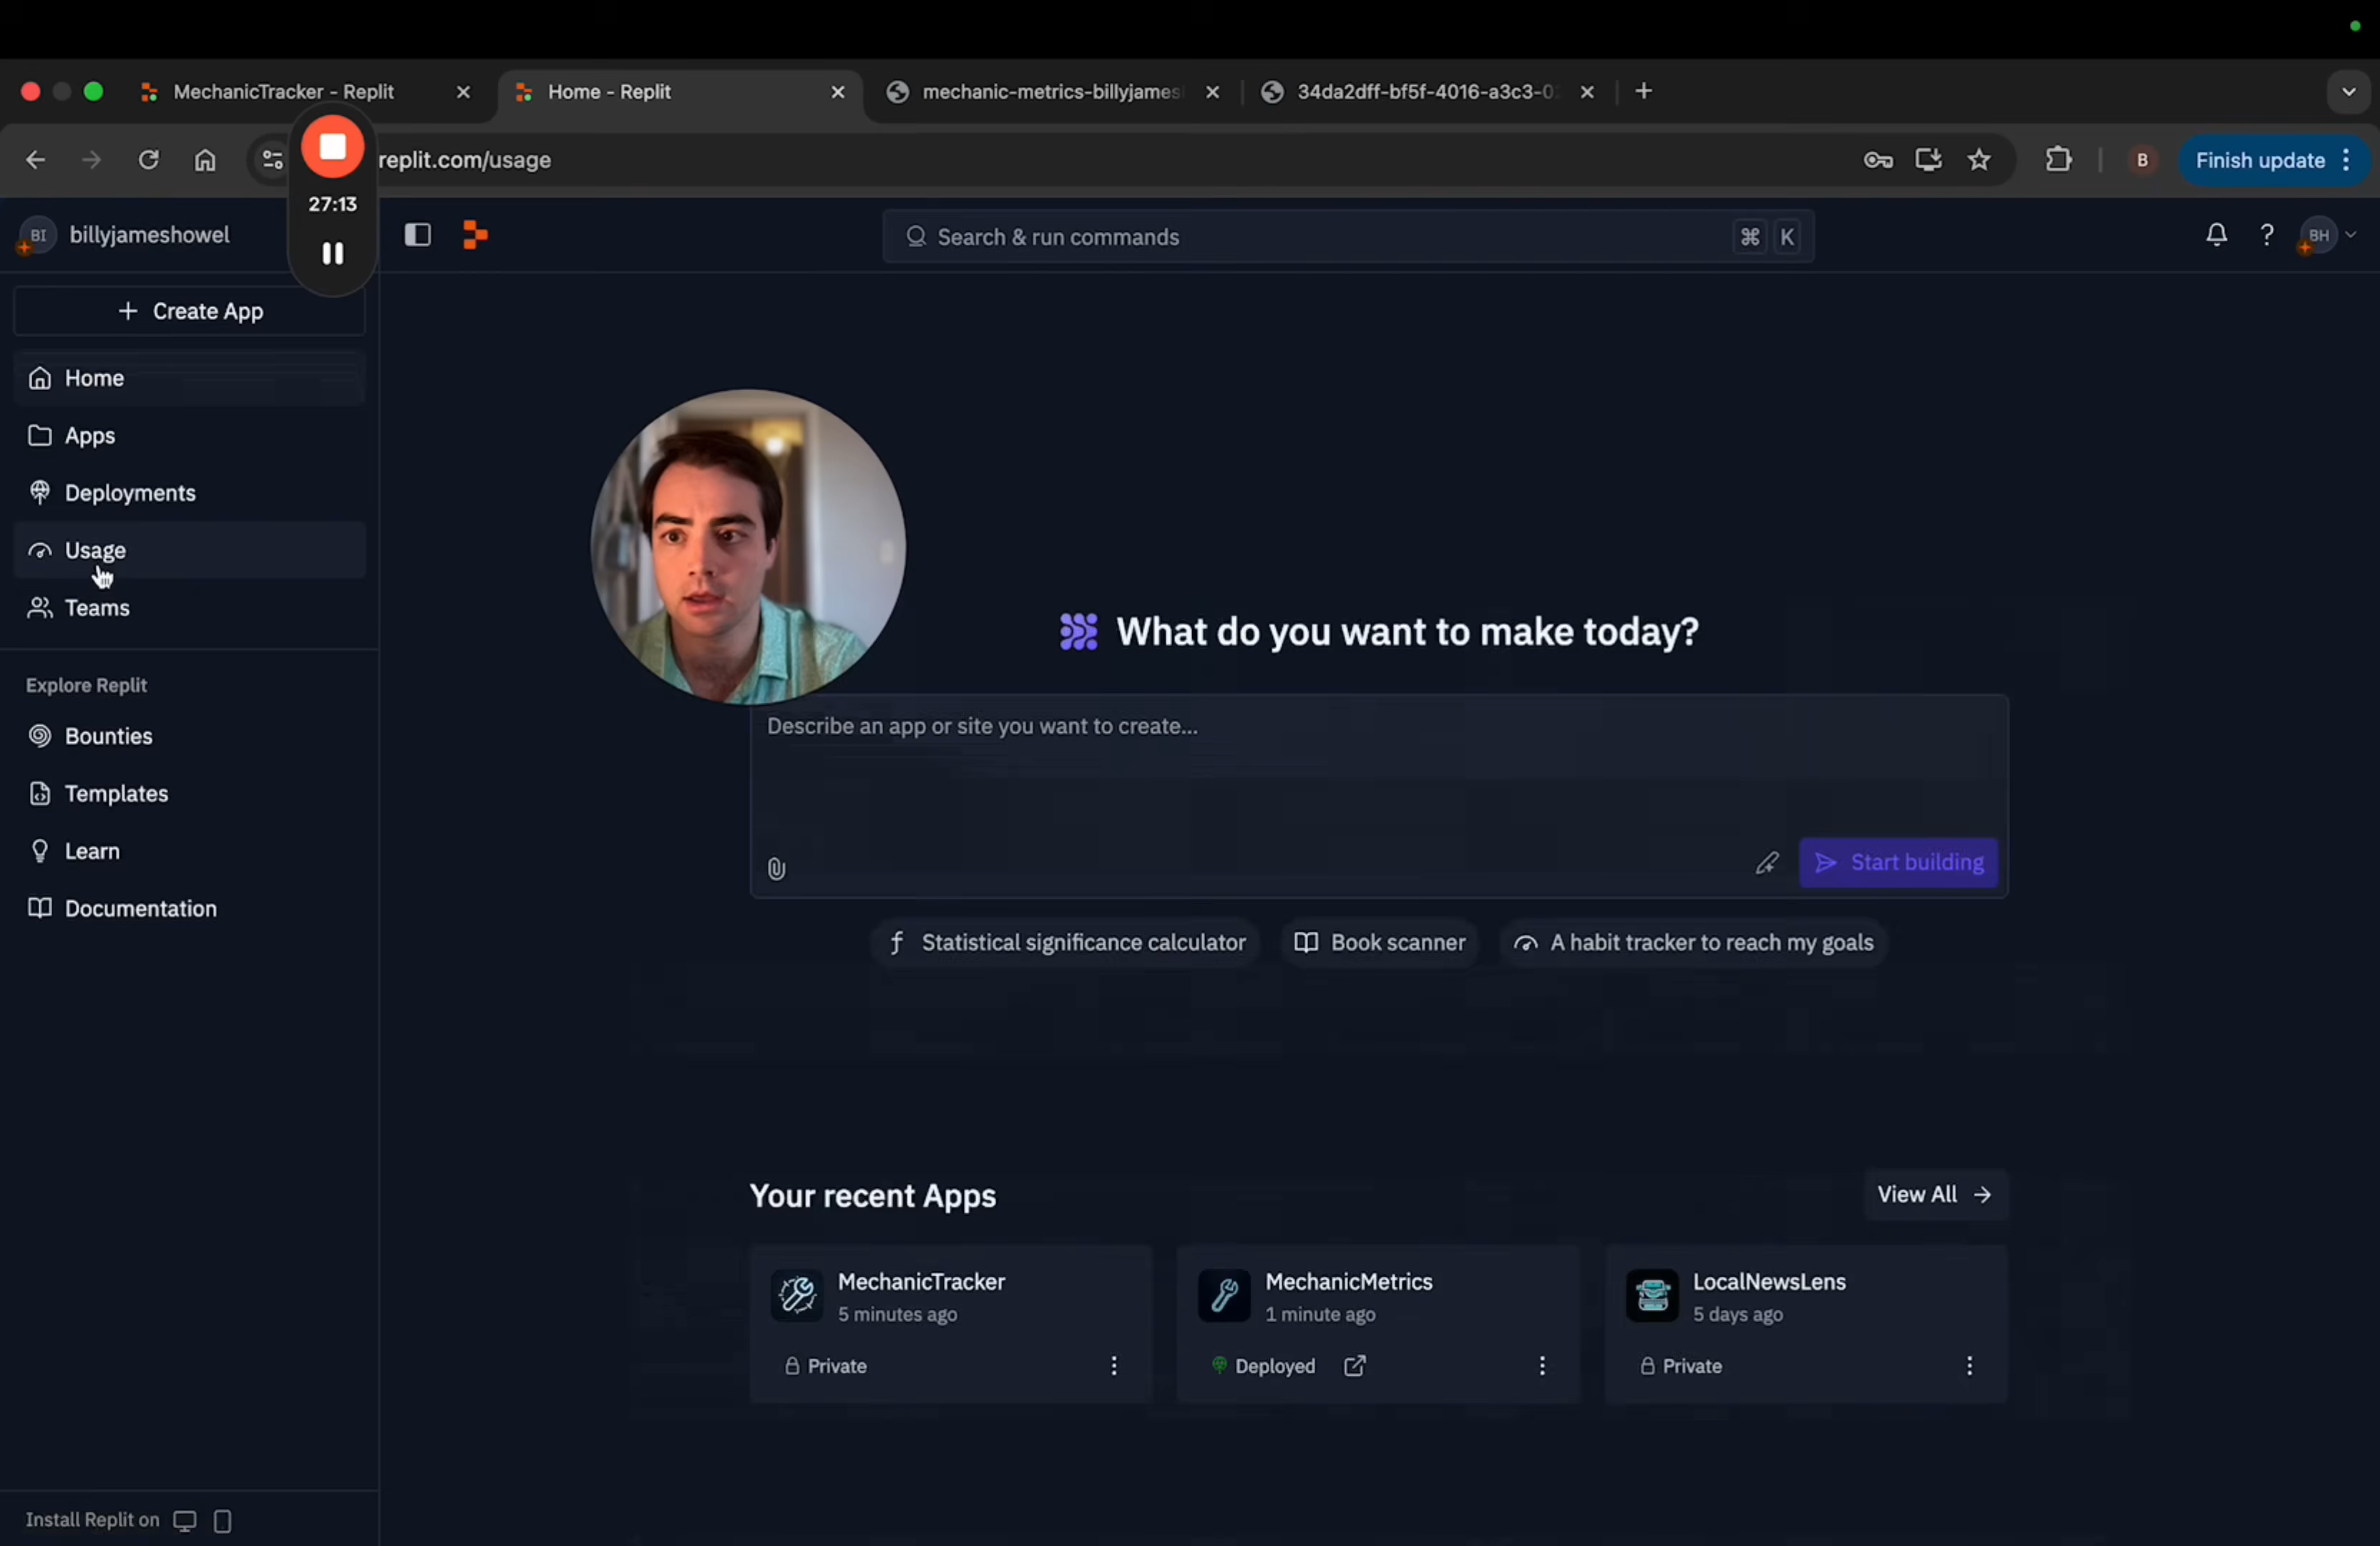 MechanicTracker - Replit
Home - Replit
mechanic-metrics-billyjames
34da2dff-bf5f-4016-a3c3-0
replit.com/usage
B
Finish update
27:13
BI
billyjameshowel
Search & run commands
⌘ K
?
BH
+ Create App
Home
Apps
Deployments
Usage
Teams
Explore Replit
Bounties
Templates
Learn
Documentation
Install Replit on
What do you want to make today?
Describe an app or site you want to create...
Start building
Statistical significance calculator
Book scanner
A habit tracker to reach my goals
Your recent Apps
View All →
MechanicTracker
5 minutes ago
Private
MechanicMetrics
1 minute ago
Deployed
LocalNewsLens
5 days ago
Private